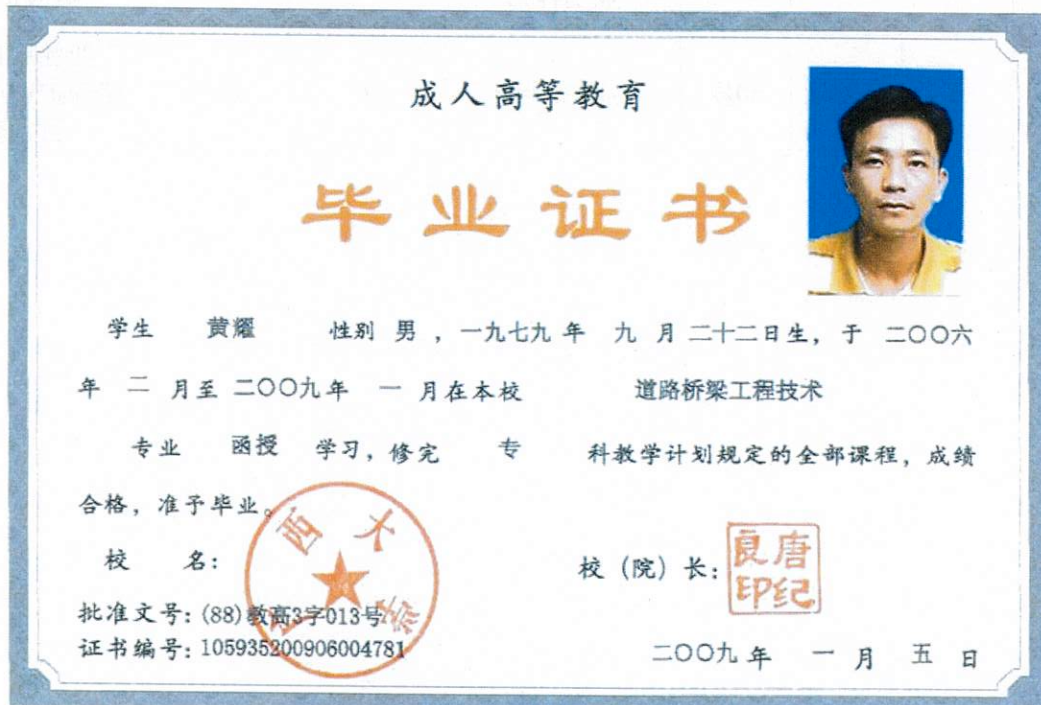 成人高等教育
毕业证书
学生 黄耀 性别 男 ，一九七九 年 九 月 二十二日生，于 二〇〇六
年 二 月至 二〇〇九年 一 月在本校 道路桥梁工程技术
专业 函授 学习，修完 专 科教学计划规定的全部课程，成绩
合格，准予毕业。
校 名：
广西大学
校（院）长：
唐纪良印
批准文号：(88)教高3字013号
证书编号：105935200906004781
二〇〇九 年 一 月 五 日